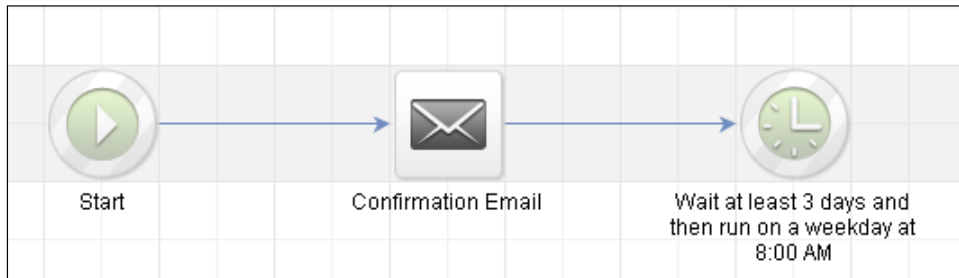 Start
Confirmation Email
Wait at least 3 days and
then run on a weekday at
8:00 AM